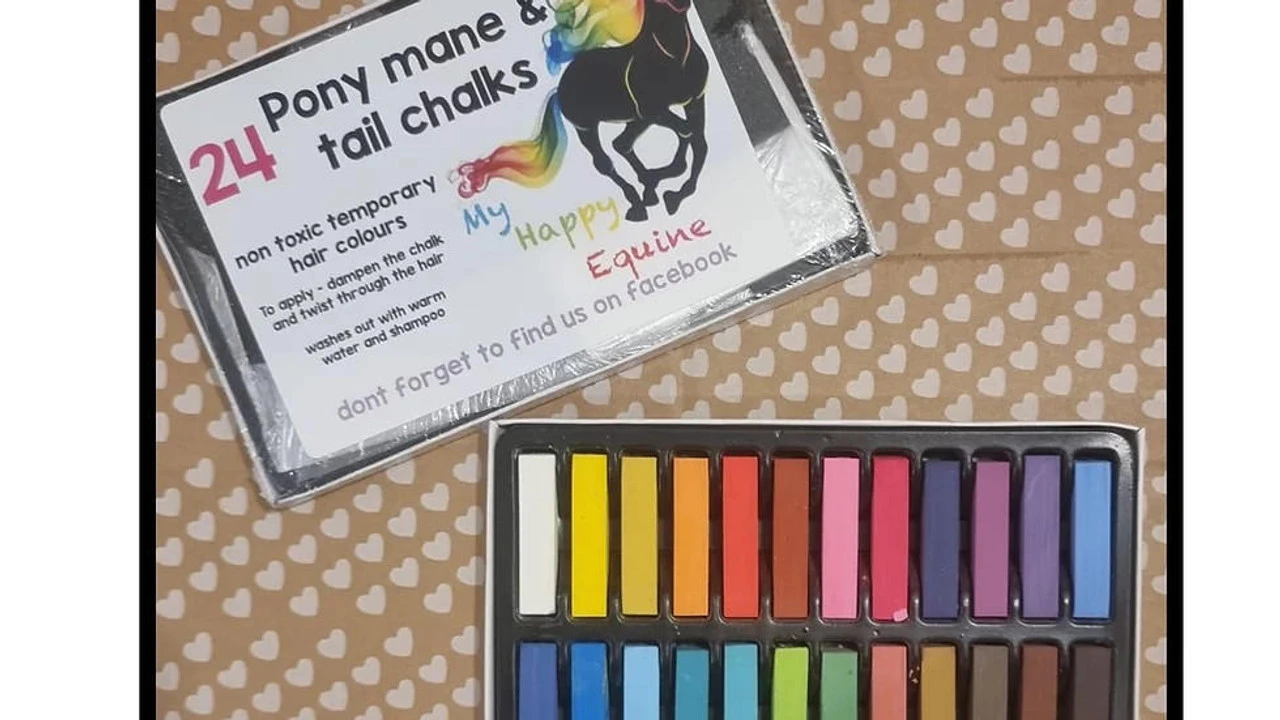 Pony mane &
24 tail chalks
non toxic temporary
hair colours
To apply - dampen the chalk
and twist through the hair
washes out with warm
water and shampoo
My
Happy
Equine
dont forget to find us on facebook